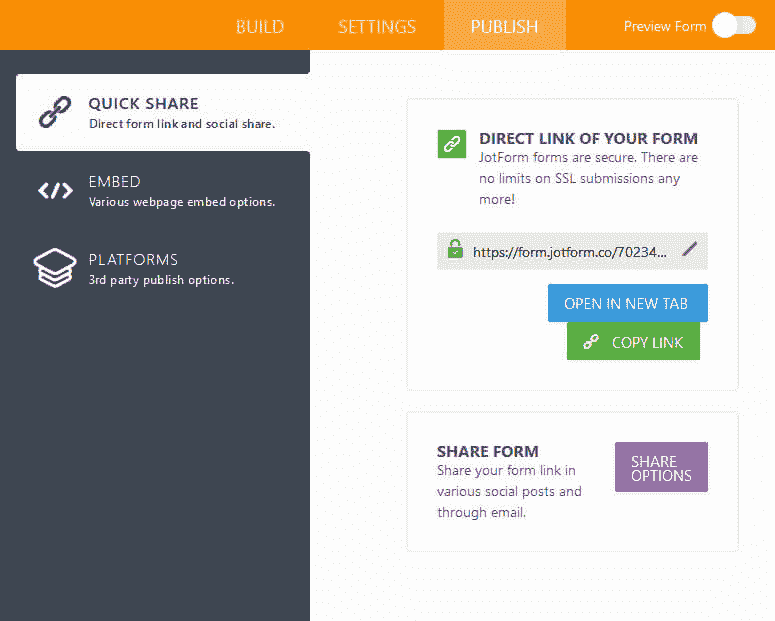 BUILD
SETTINGS
PUBLISH
Preview Form
QUICK SHARE
Direct form link and social share.
EMBED
Various webpage embed options.
PLATFORMS
3rd party publish options.
DIRECT LINK OF YOUR FORM
JotForm forms are secure. There are
no limits on SSL submissions any
more!
https://form.jotform.co/70234...
OPEN IN NEW TAB
COPY LINK
SHARE FORM
Share your form link in
various social posts and
through email.
SHARE
OPTIONS